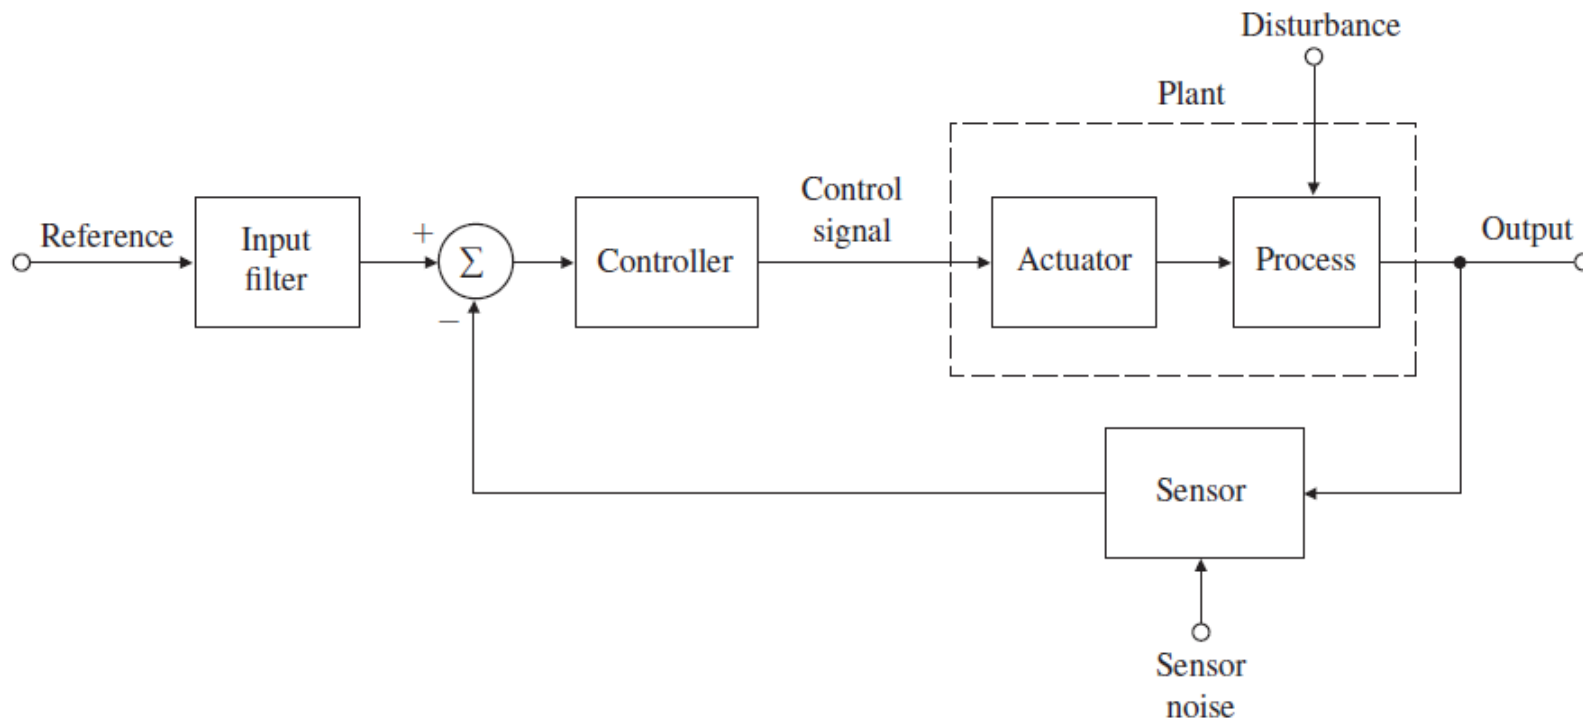 Disturbance
Plant
Reference
Input
filter
+
Σ
−
Controller
Control
signal
Actuator
Process
Output
Sensor
Sensor
noise